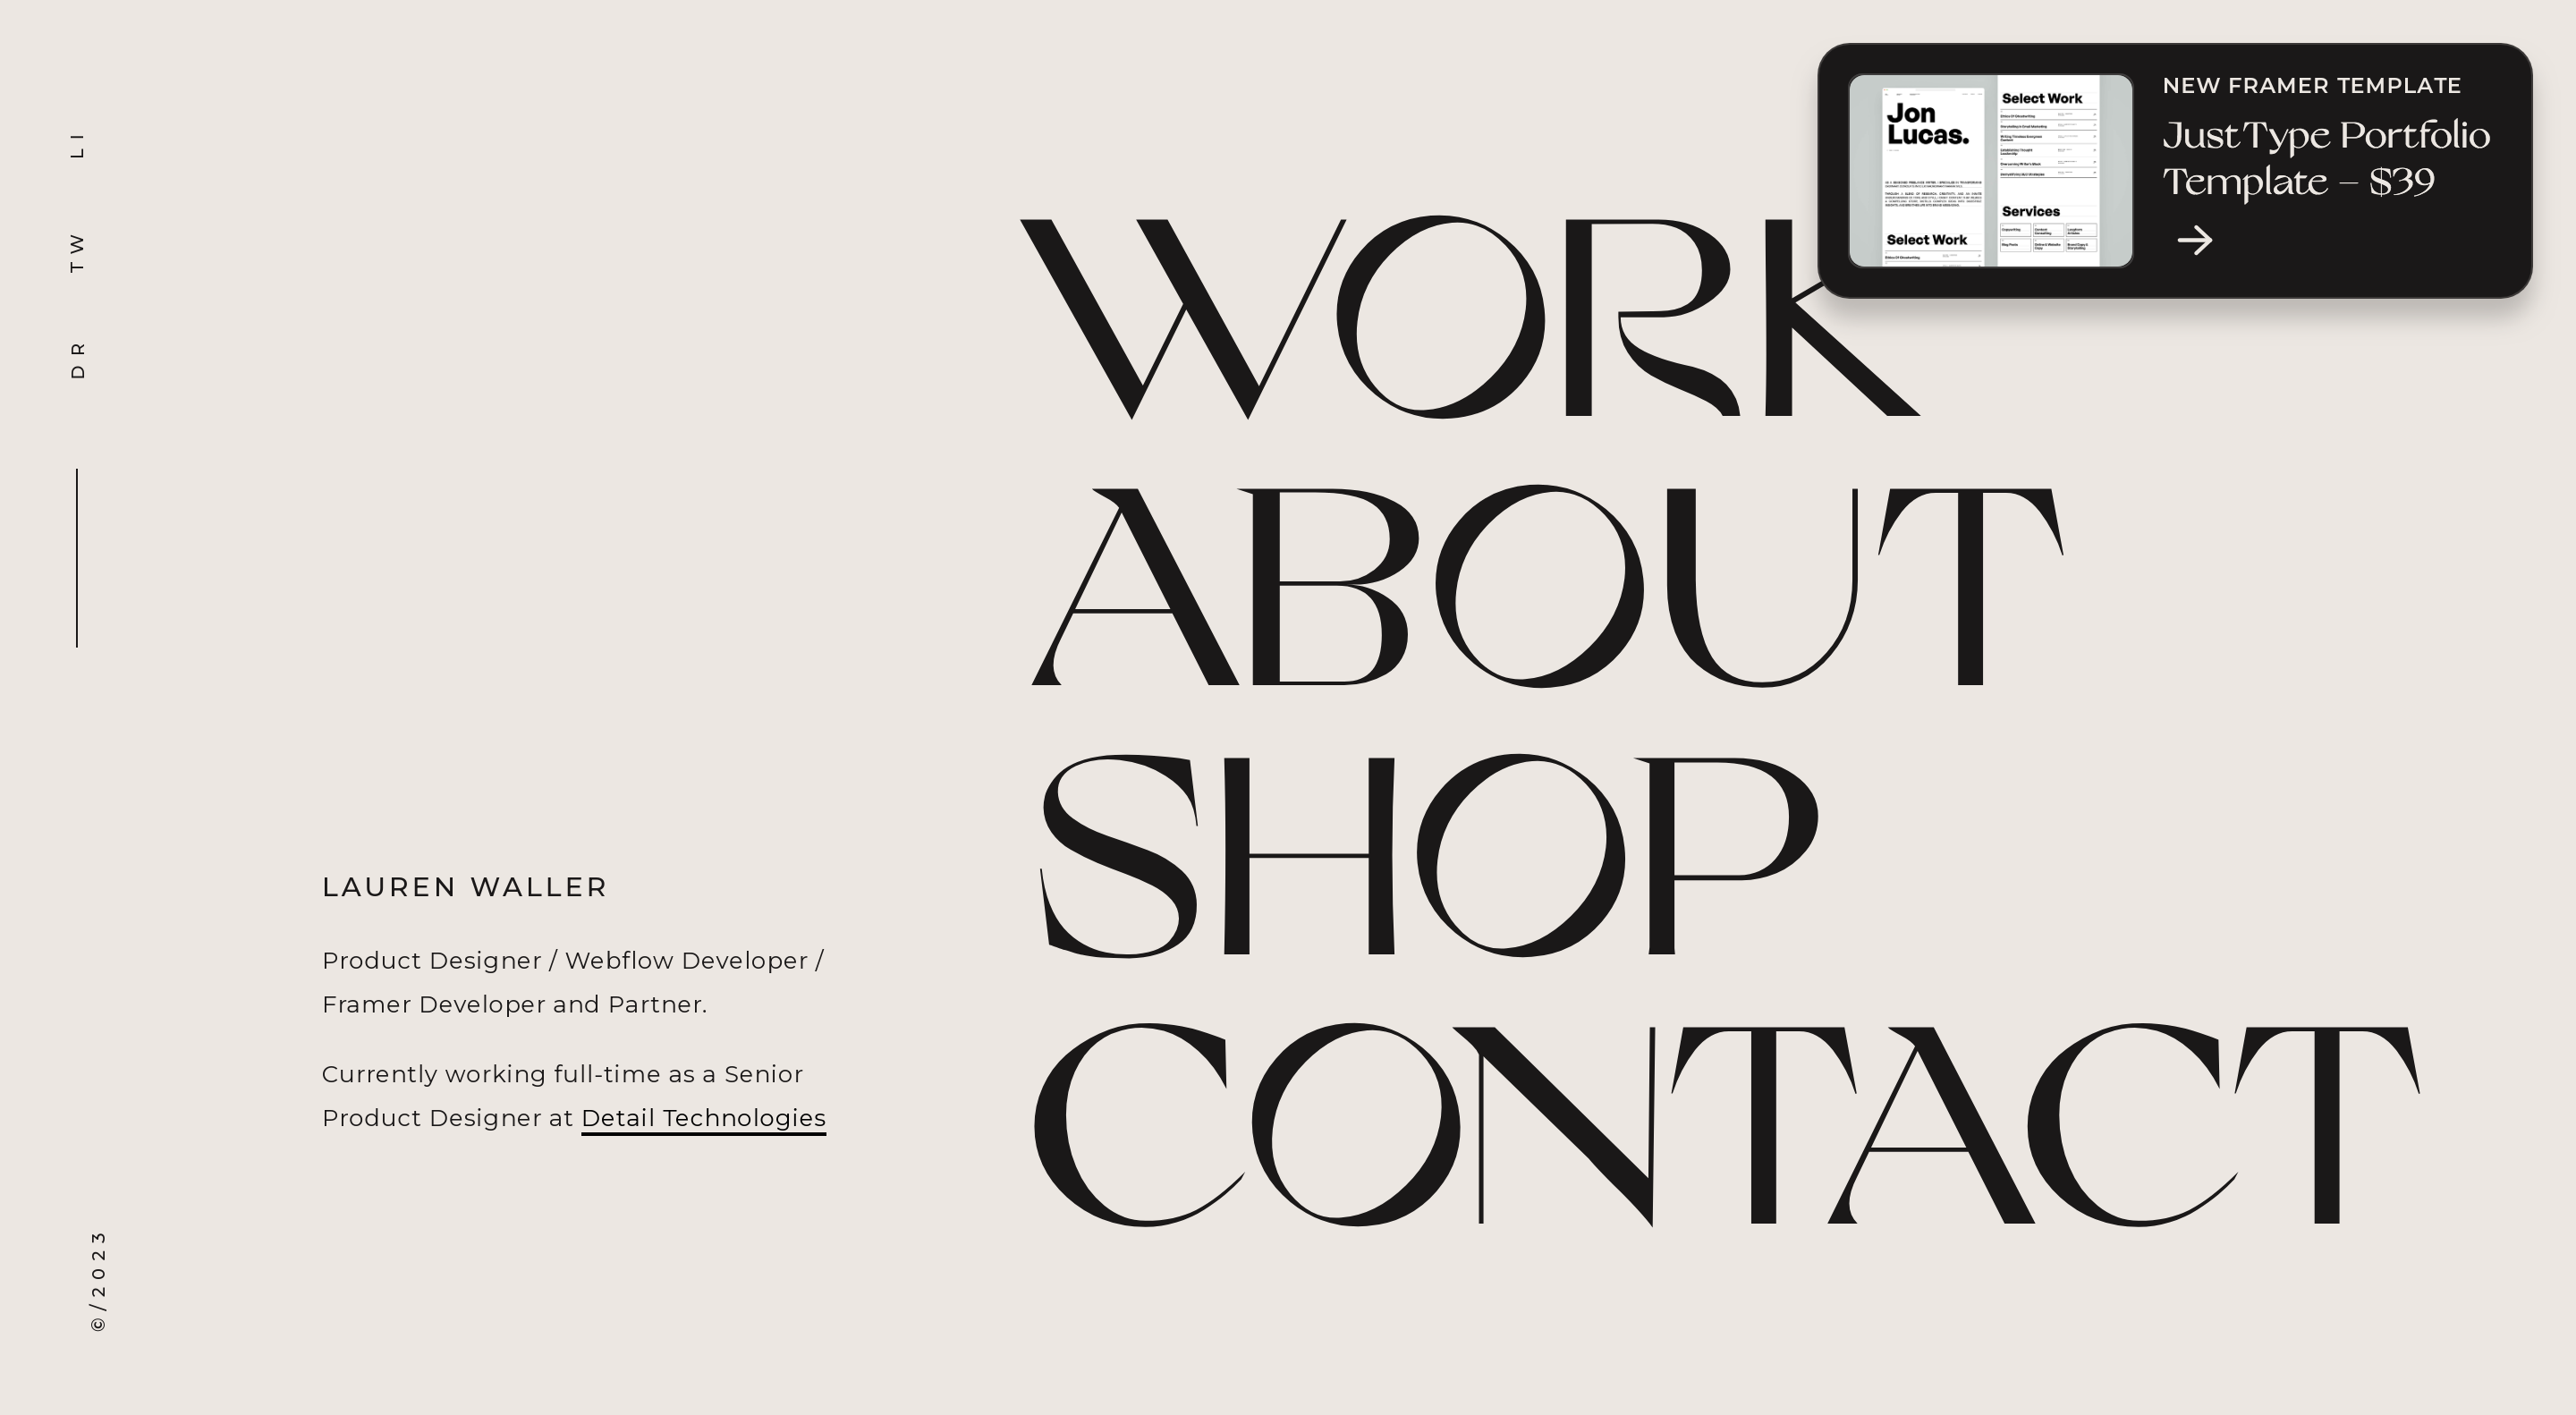 LI
TW
DR
NEW FRAMER TEMPLATE
JustType Portfolio
Template – $39
Jon
Lucas.
Select Work
Select Work
Services
WORK
ABOUT
SHOP
CONTACT
LAUREN WALLER
Product Designer / Webflow Developer /
Framer Developer and Partner.
Currently working full-time as a Senior
Product Designer at Detail Technologies
©/2023